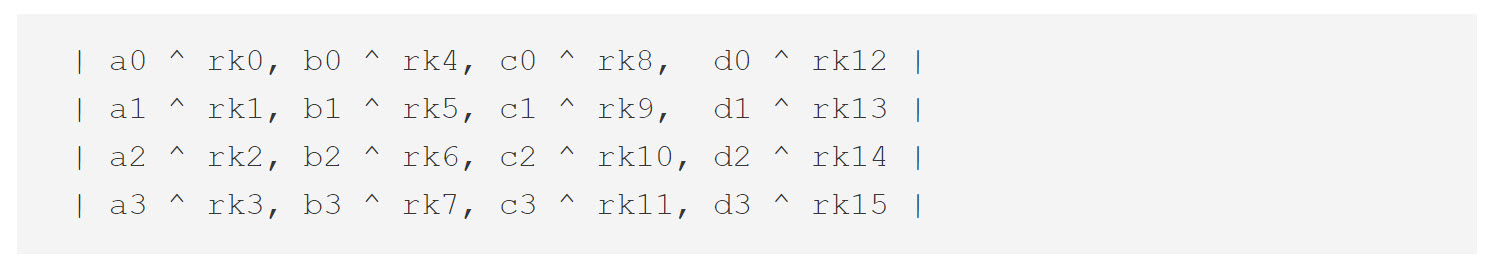 | a0 ^ rk0, b0 ^ rk4, c0 ^ rk8,  d0 ^ rk12 |
| a1 ^ rk1, b1 ^ rk5, c1 ^ rk9,  d1 ^ rk13 |
| a2 ^ rk2, b2 ^ rk6, c2 ^ rk10, d2 ^ rk14 |
| a3 ^ rk3, b3 ^ rk7, c3 ^ rk11, d3 ^ rk15 |